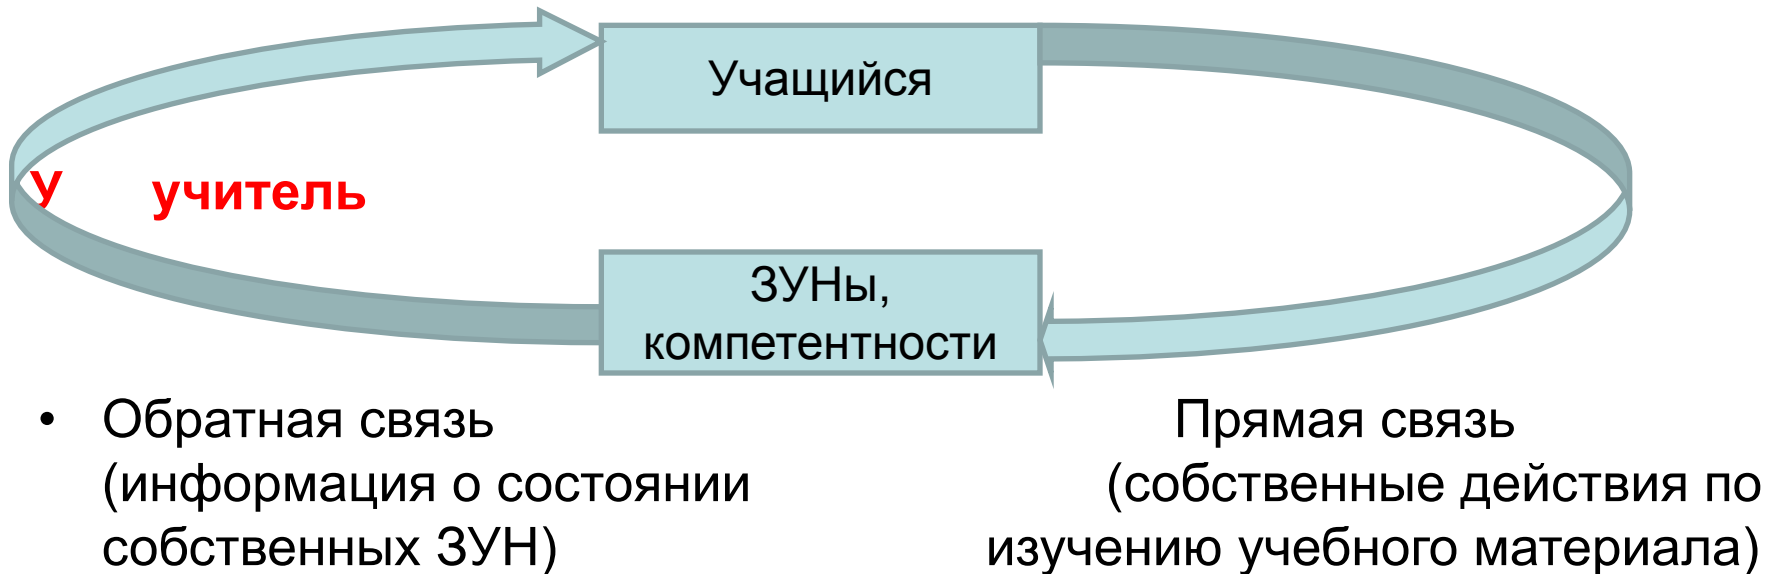 Учащийся
У учитель
ЗУНы,
компетентности
• Обратная связь Прямая связь
(информация о состоянии (собственные действия по
собственных ЗУН) изучению учебного материала)